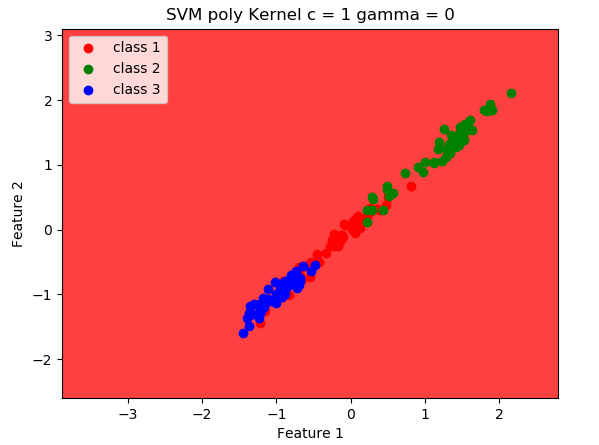 SVM poly Kernel c = 1 gamma = 0
class 1
class 2
class 3
3
2
1
0
−1
−2
−3
−2
−1
0
1
2
Feature 2
Feature 1